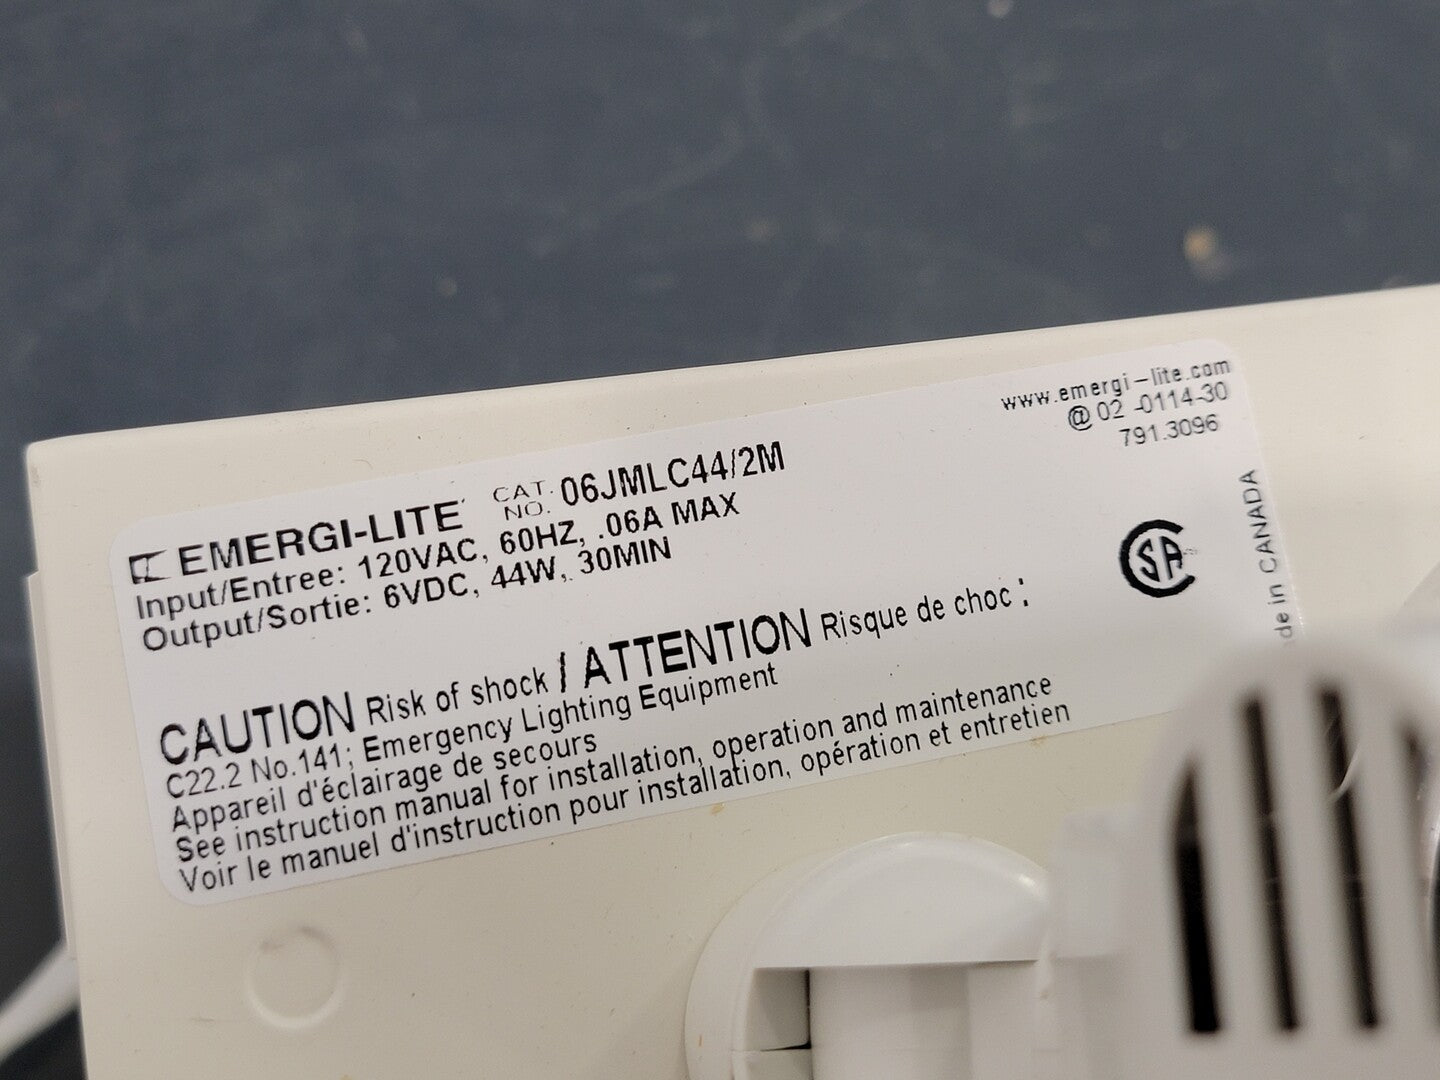 EMERGI-LITE CAT. NO. 06JMLC44/2M
Input/Entree: 120VAC, 60HZ, .06A MAX
Output/Sortie: 6VDC, 44W, 30MIN
www.emergi-lite.com
@ 02 -0114-30
791.3096
CSA
in CANADA
CAUTION Risk of shock / ATTENTION Risque de choc :
C22.2 No.141; Emergency Lighting Equipment
Appareil d'éclairage de secours
See instruction manual for installation, operation and maintenance
Voir le manuel d'instruction pour installation, opération et entretien